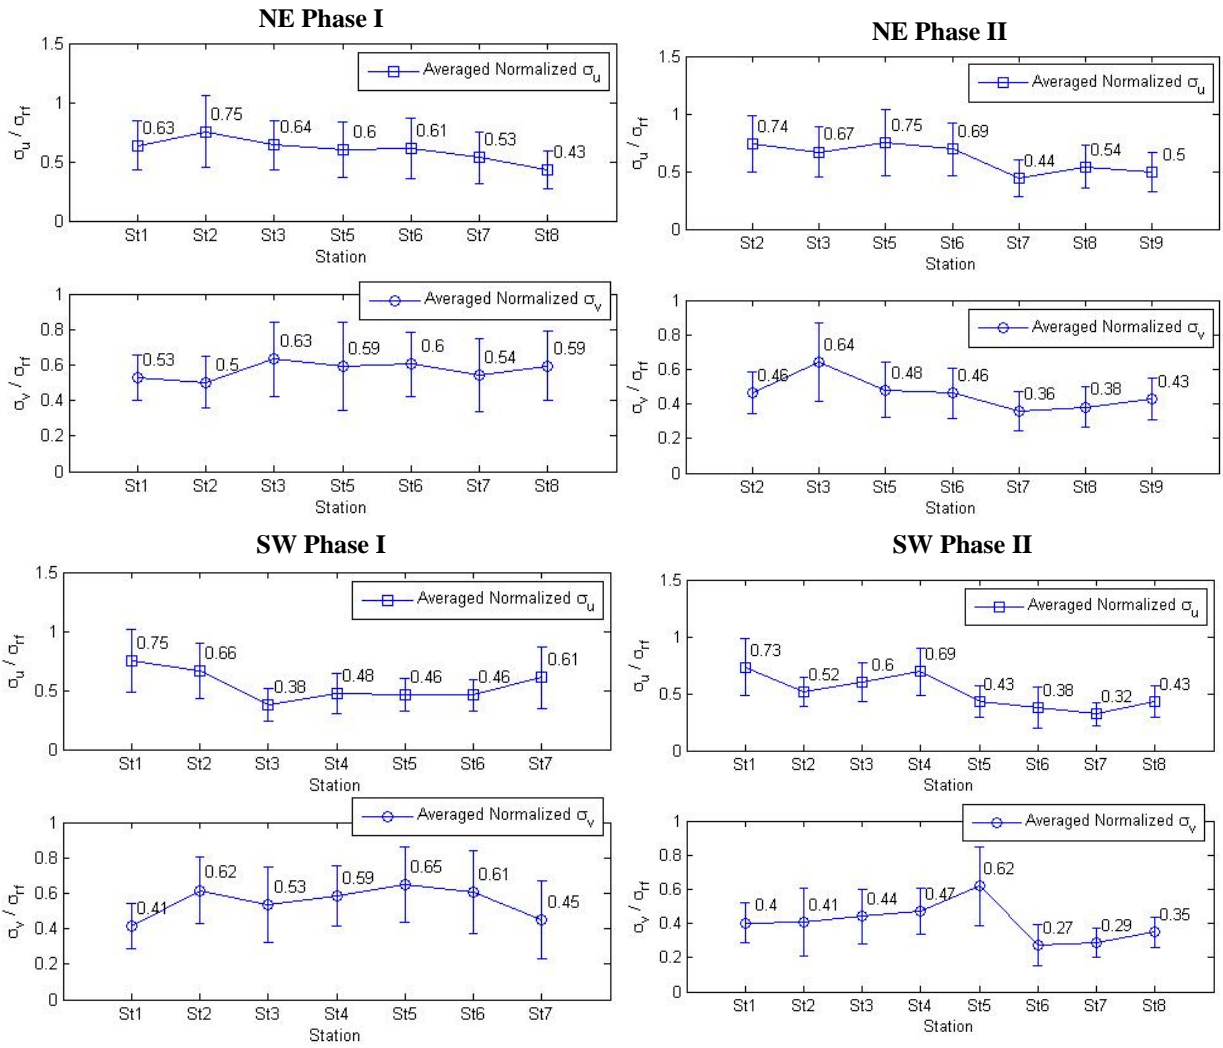 NE Phase I
1.5
1
0.5
0
σu / σrf
Averaged Normalized σu
0.63
0.75
0.64
0.6
0.61
0.53
0.43
St1 St2 St3 St5 St6 St7 St8
Station
1
0.8
0.6
0.4
0.2
0
σv / σrf
Averaged Normalized σv
0.53
0.5
0.63
0.59
0.6
0.54
0.59
St1 St2 St3 St5 St6 St7 St8
Station
NE Phase II
1.5
1
0.5
0
σu / σrf
Averaged Normalized σu
0.74
0.67
0.75
0.69
0.44
0.54
0.5
St2 St3 St5 St6 St7 St8 St9
Station
1
0.8
0.6
0.4
0.2
0
σv / σrf
Averaged Normalized σv
0.46
0.64
0.48
0.46
0.36
0.38
0.43
St2 St3 St5 St6 St7 St8 St9
Station
SW Phase I
1.5
1
0.5
0
σu / σrf
Averaged Normalized σu
0.75
0.66
0.38
0.48
0.46
0.46
0.61
St1 St2 St3 St4 St5 St6 St7
Station
1
0.8
0.6
0.4
0.2
0
σv / σrf
Averaged Normalized σv
0.41
0.62
0.53
0.59
0.65
0.61
0.45
St1 St2 St3 St4 St5 St6 St7
Station
SW Phase II
1.5
1
0.5
0
σu / σrf
Averaged Normalized σu
0.73
0.52
0.6
0.69
0.43
0.38
0.32
0.43
St1 St2 St3 St4 St5 St6 St7 St8
Station
1
0.8
0.6
0.4
0.2
0
σv / σrf
Averaged Normalized σv
0.4
0.41
0.44
0.47
0.62
0.27
0.29
0.35
St1 St2 St3 St4 St5 St6 St7 St8
Station